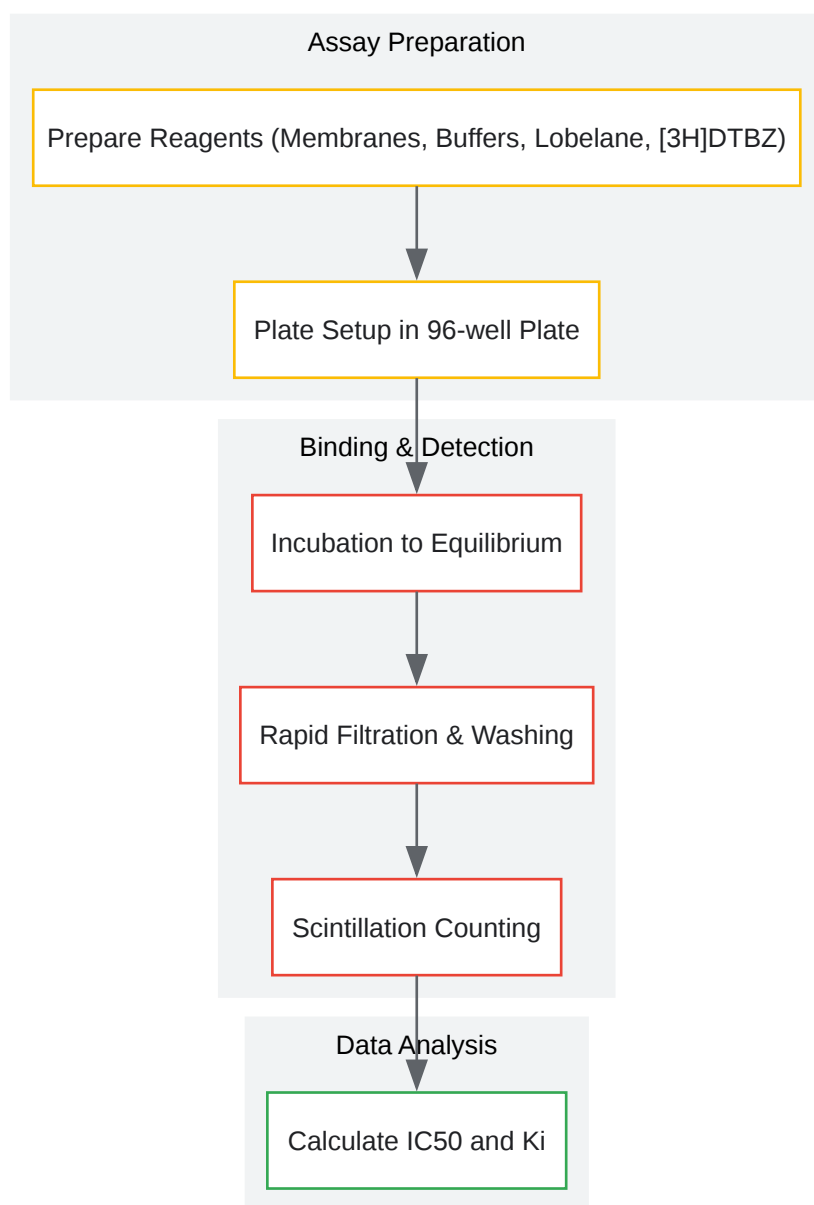 Assay Preparation
Prepare Reagents (Membranes, Buffers, Lobelane, [3H]DTBZ)
Plate Setup in 96-well Plate
Binding & Detection
Incubation to Equilibrium
Rapid Filtration & Washing
Scintillation Counting
Data Analysis
Calculate IC50 and Ki